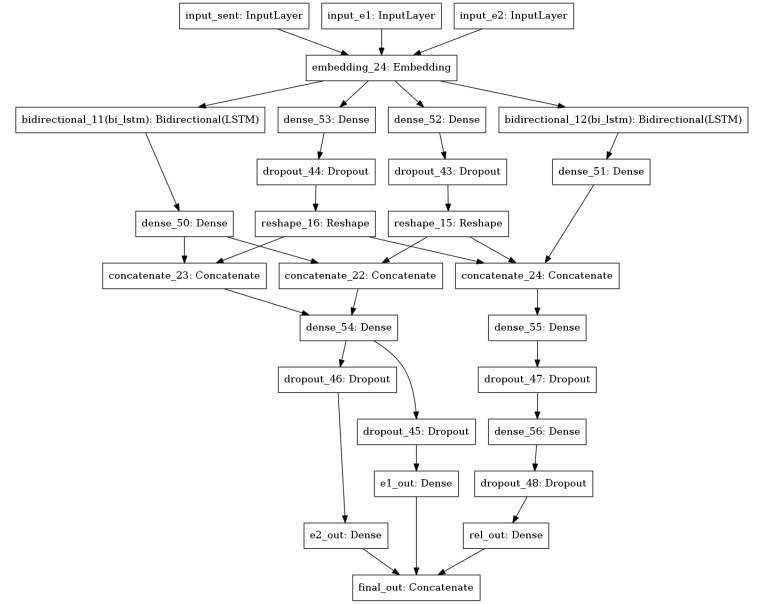 input_sent: InputLayer
input_e1: InputLayer
input_e2: InputLayer
embedding_24: Embedding
bidirectional_11(bi_lstm): Bidirectional(LSTM)
dense_53: Dense
dense_52: Dense
bidirectional_12(bi_lstm): Bidirectional(LSTM)
dropout_44: Dropout
dropout_43: Dropout
dense_51: Dense
dense_50: Dense
reshape_16: Reshape
reshape_15: Reshape
concatenate_23: Concatenate
concatenate_22: Concatenate
concatenate_24: Concatenate
dense_54: Dense
dense_55: Dense
dropout_46: Dropout
dropout_47: Dropout
dropout_45: Dropout
dense_56: Dense
e1_out: Dense
dropout_48: Dropout
e2_out: Dense
rel_out: Dense
final_out: Concatenate